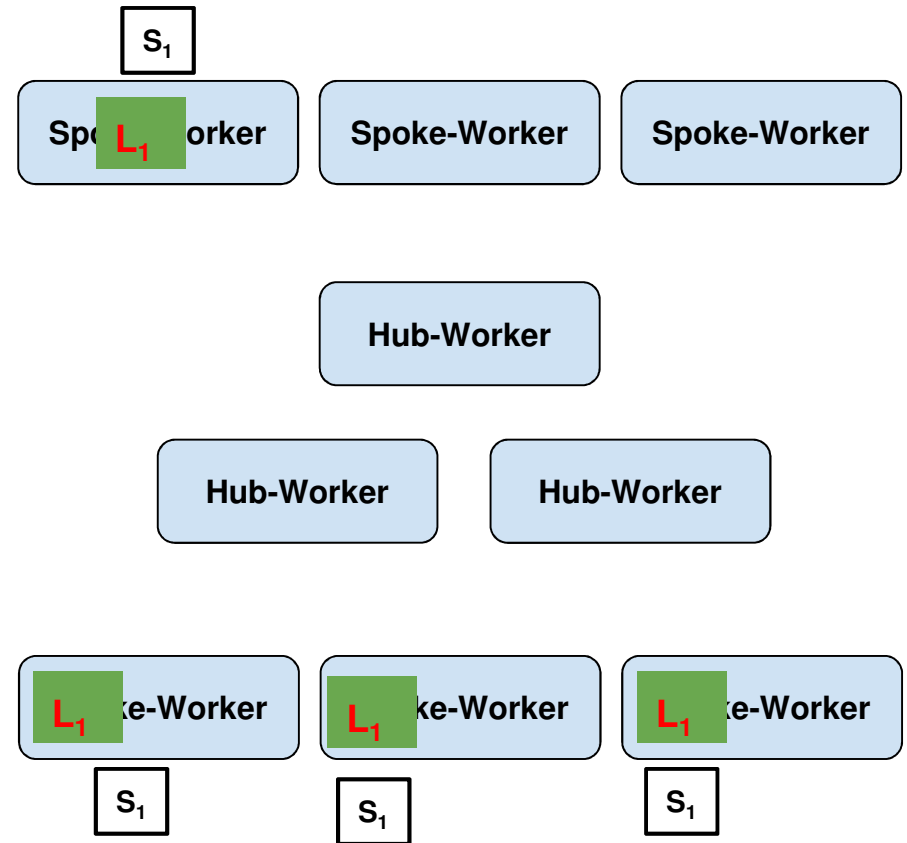 S₁
Spo L₁ orker
Spoke-Worker
Spoke-Worker
Hub-Worker
Hub-Worker
Hub-Worker
L₁ ke-Worker
L₁ ke-Worker
L₁ ke-Worker
S₁
S₁
S₁